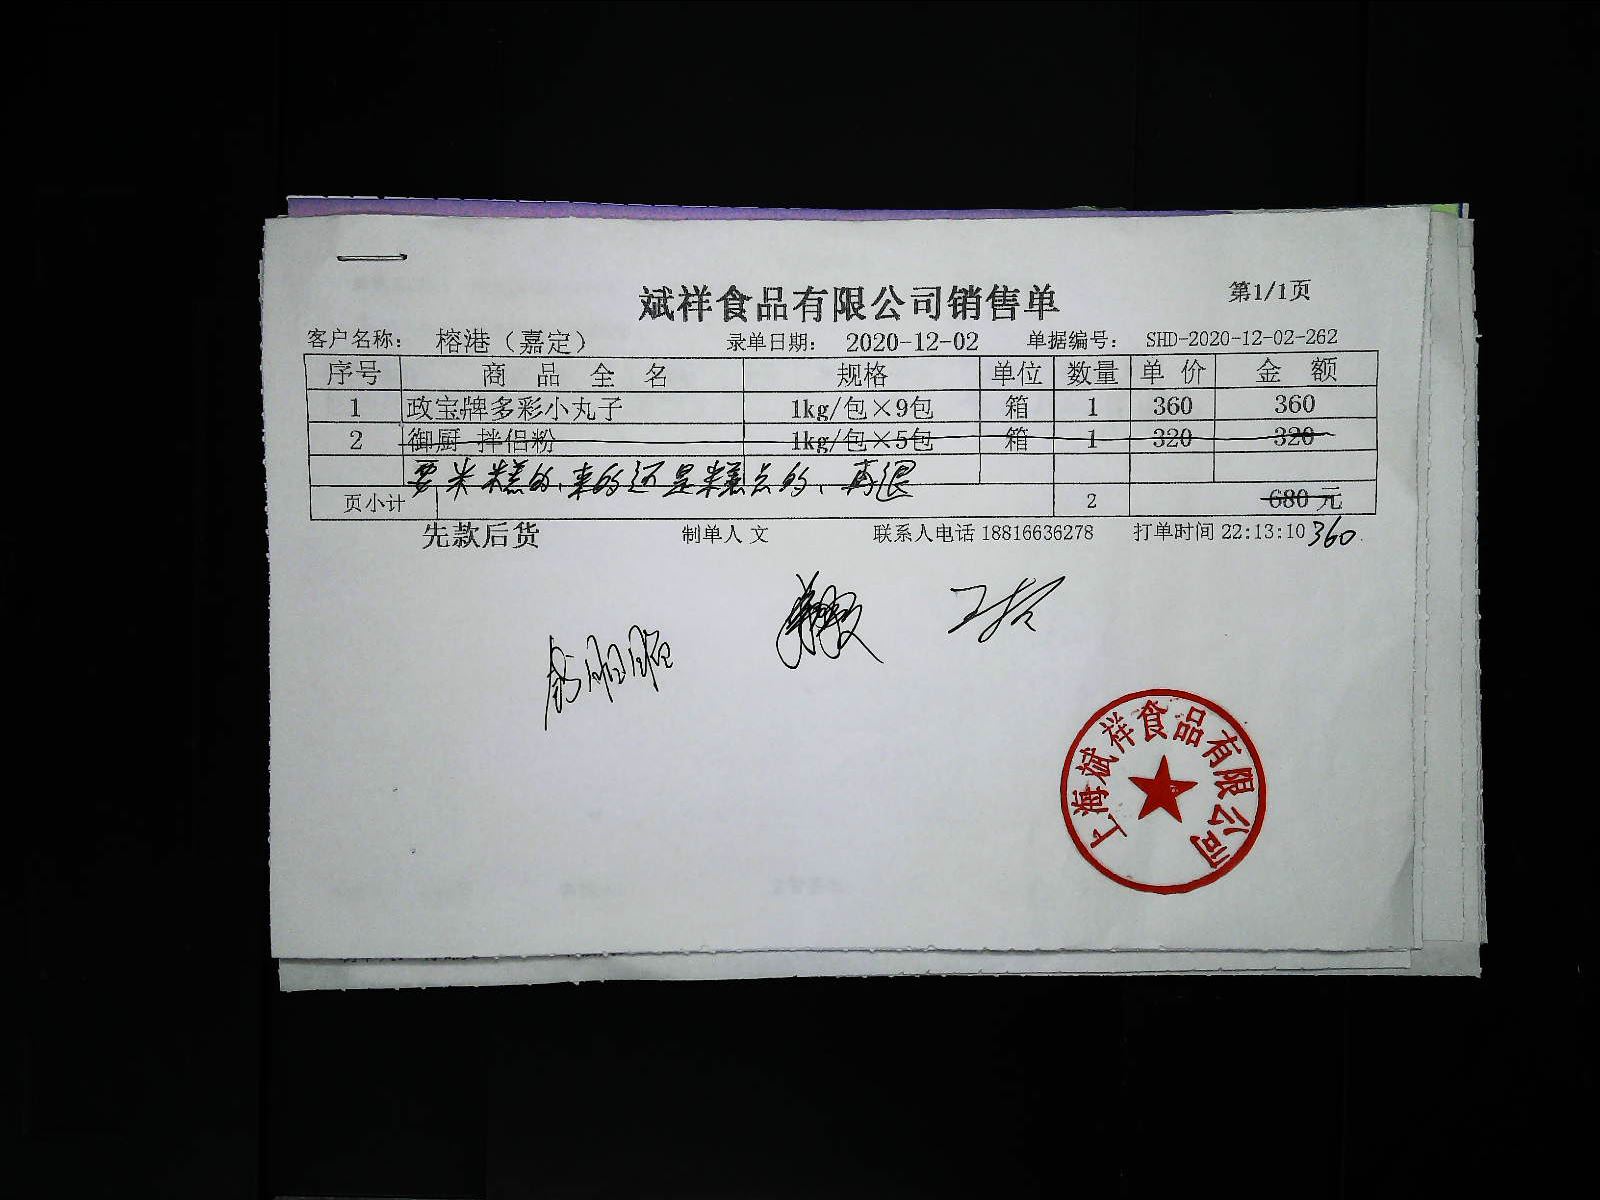 斌祥食品有限公司销售单
第1/1页
客户名称： 榕港（嘉定） 录单日期： 2020-12-02 单据编号： SHD-2020-12-02-262
序号 商品全名 规格 单位 数量 单价 金额
1 政宝牌多彩小丸子 1kg/包×9包 箱 1 360 360
2 御厨 拌侣粉 1kg/包×5包 箱 1 320 320
要米糕的,来的还是糕点的,再退
页小计 2 680元
先款后货 制单人 文 联系人电话 18816636278 打单时间 22:13:10 360
上海斌祥食品有限公司